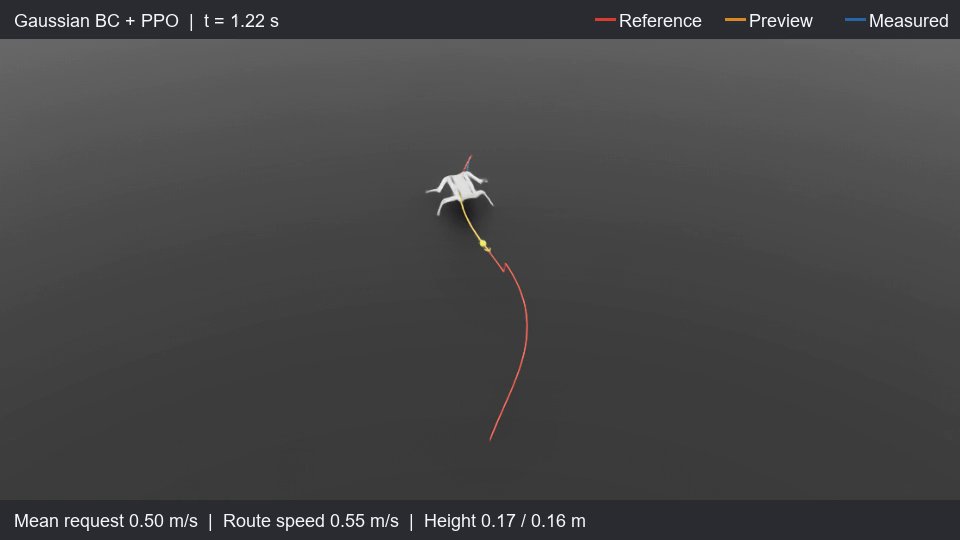 Gaussian BC + PPO | t = 1.22 s
Reference
Preview
Measured
Mean request 0.50 m/s | Route speed 0.55 m/s | Height 0.17 / 0.16 m